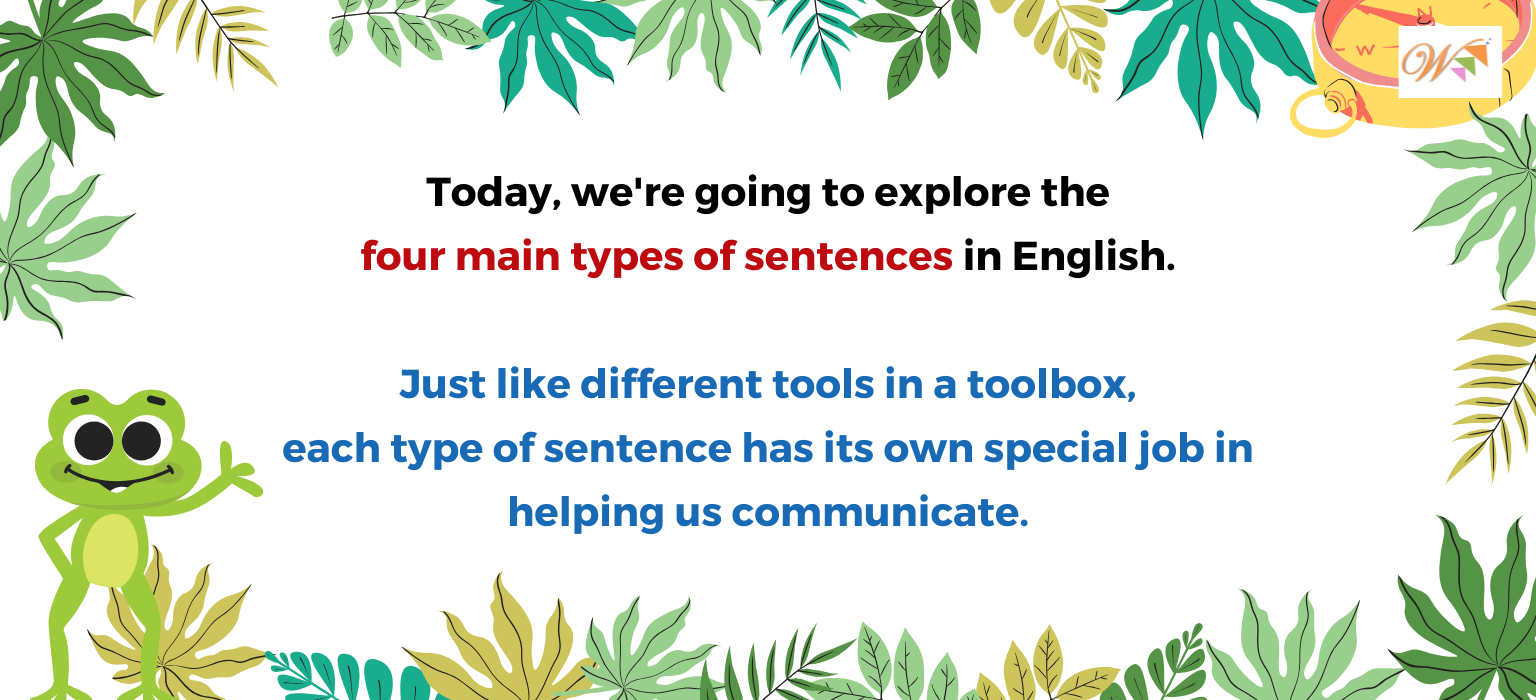 N
W
W
Today, we're going to explore the
four main types of sentences in English.
Just like different tools in a toolbox,
each type of sentence has its own special job in
helping us communicate.